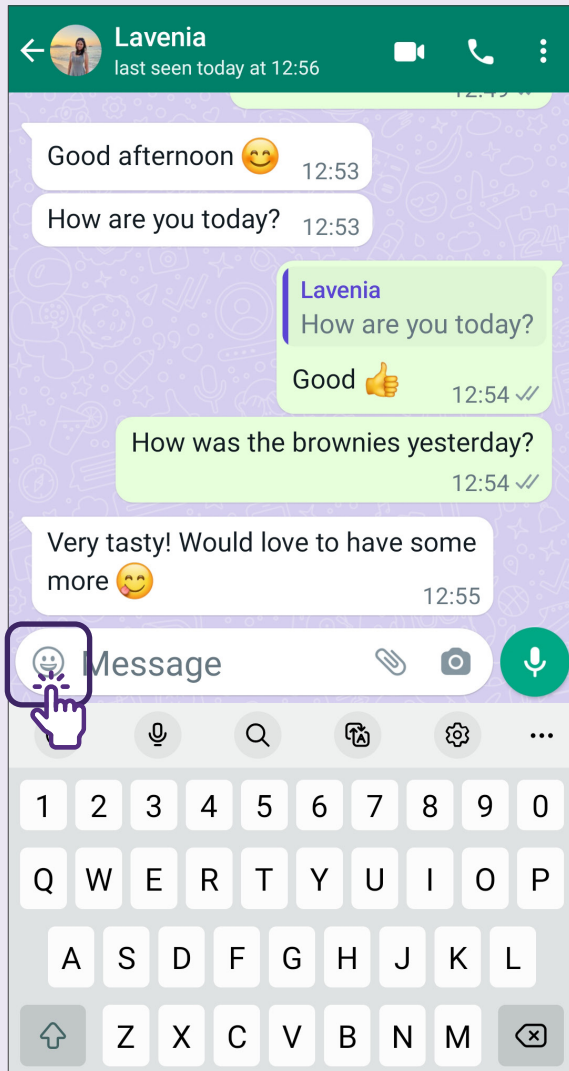 Lavenia
last seen today at 12:56
Good afternoon 😊 12:53
How are you today? 12:53
Lavenia
How are you today?
Good 👍 12:54
How was the brownies yesterday?
12:54
Very tasty! Would love to have some
more 😋 12:55
Message
1 2 3 4 5 6 7 8 9 0
Q W E R T Y U I O P
A S D F G H J K L
Z X C V B N M